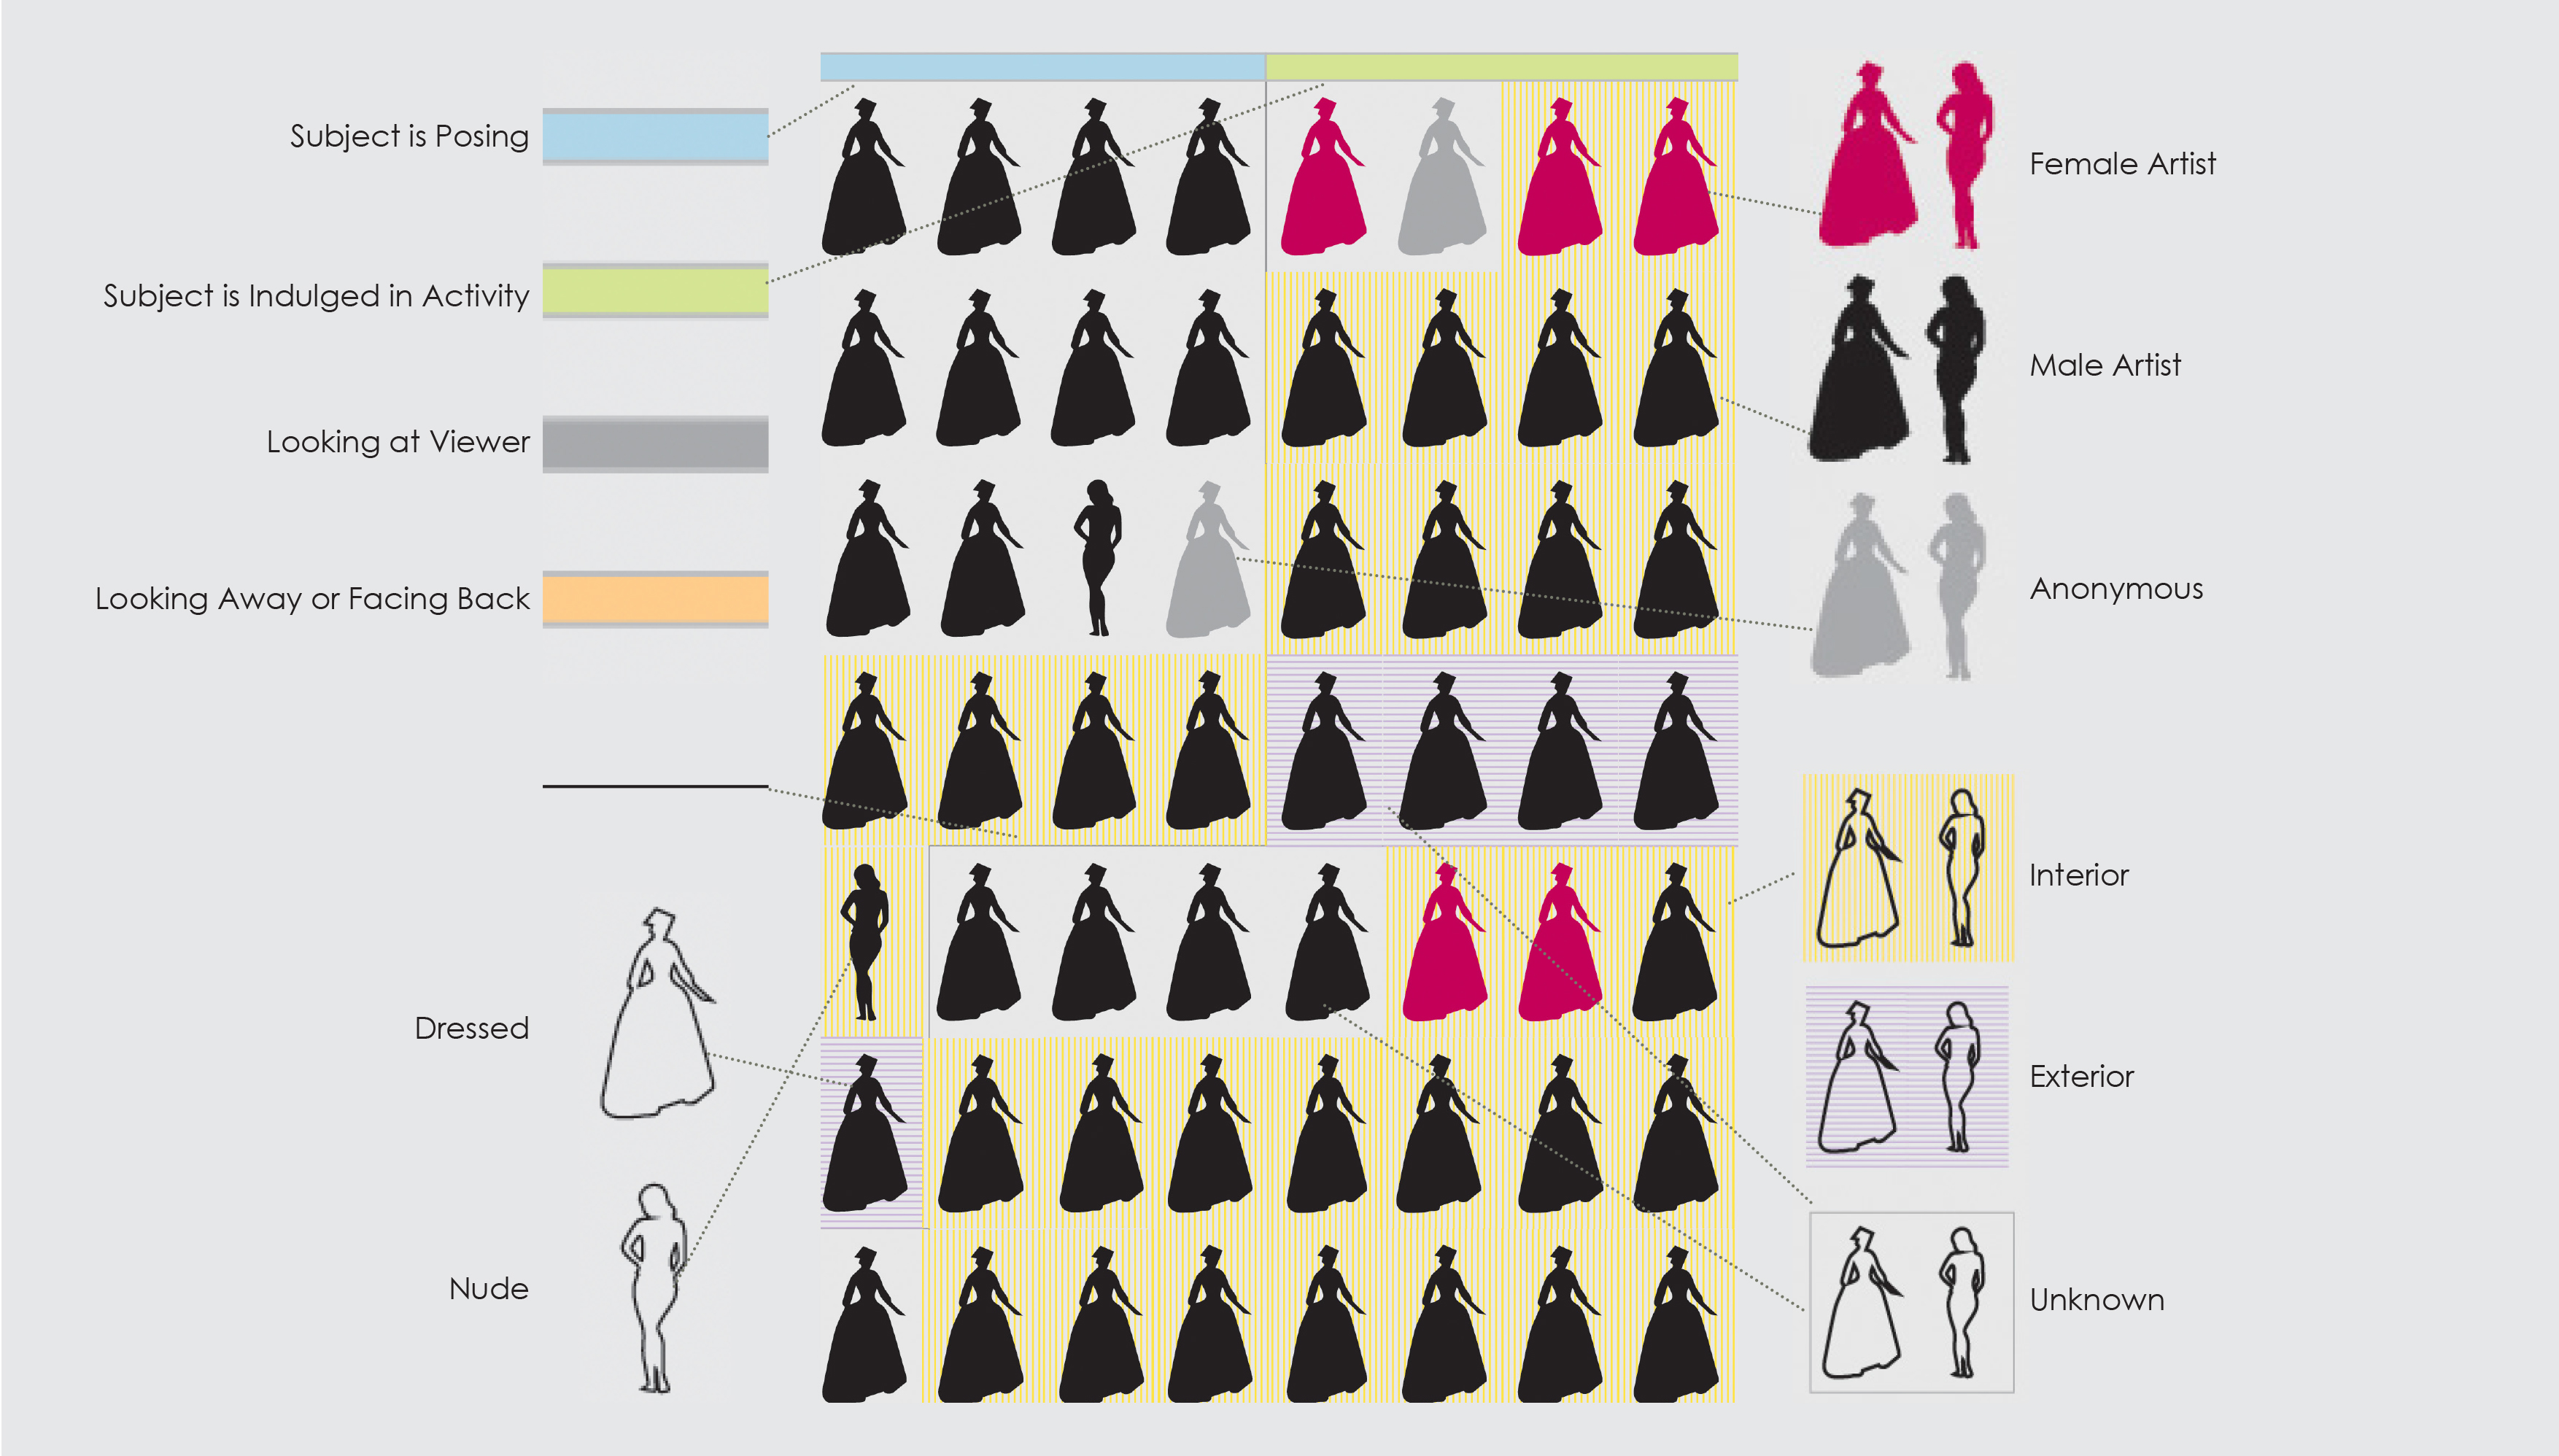 Subject is Posing
Subject is Indulged in Activity
Looking at Viewer
Looking Away or Facing Back
Dressed
Nude
Female Artist
Male Artist
Anonymous
Interior
Exterior
Unknown